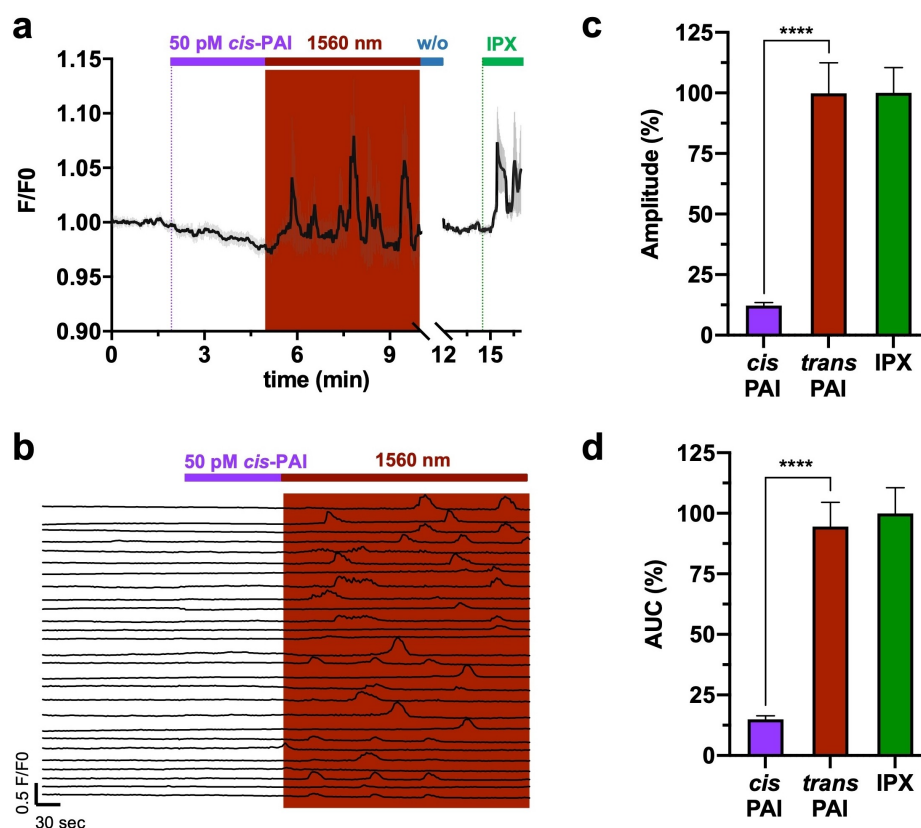 a
50 pM cis-PAI 1560 nm w/o IPX
1.15
1.10
1.05
1.00
0.95
0.90
F/F0
0 3 6 9 12 15
time (min)
b
50 pM cis-PAI 1560 nm
0.5 F/F0
30 sec
c
****
125
100
75
50
25
0
Amplitude (%)
cis trans IPX
PAI PAI
d
****
125
100
75
50
25
0
AUC (%)
cis trans IPX
PAI PAI